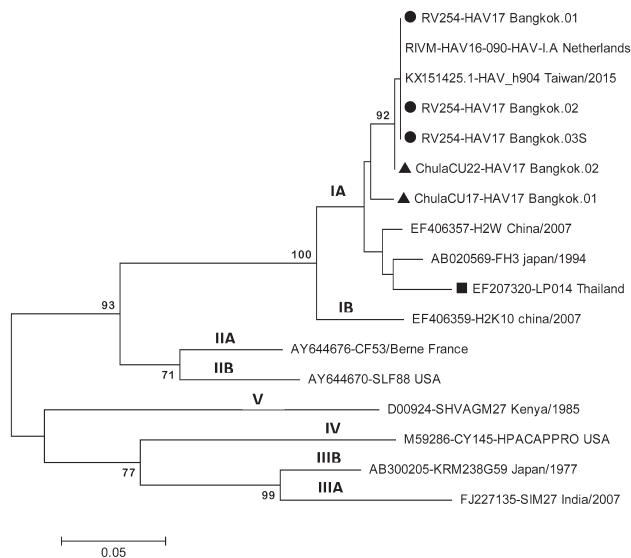 RV254-HAV17 Bangkok.01
RIVM-HAV16-090-HAV-I.A Netherlands
KX151425.1-HAV_h904 Taiwan/2015
RV254-HAV17 Bangkok.02
92
RV254-HAV17 Bangkok.03S
ChulaCU22-HAV17 Bangkok.02
IA
ChulaCU17-HAV17 Bangkok.01
EF406357-H2W China/2007
100
AB020569-FH3 japan/1994
EF207320-LP014 Thailand
93
IB
EF406359-H2K10 china/2007
IIA
AY644676-CF53/Berne France
71
IIB
AY644670-SLF88 USA
V
D00924-SHVAGM27 Kenya/1985
IV
M59286-CY145-HPACAPPRO USA
77
IIIB
AB300205-KRM238G59 Japan/1977
99
IIIA
FJ227135-SIM27 India/2007
0.05